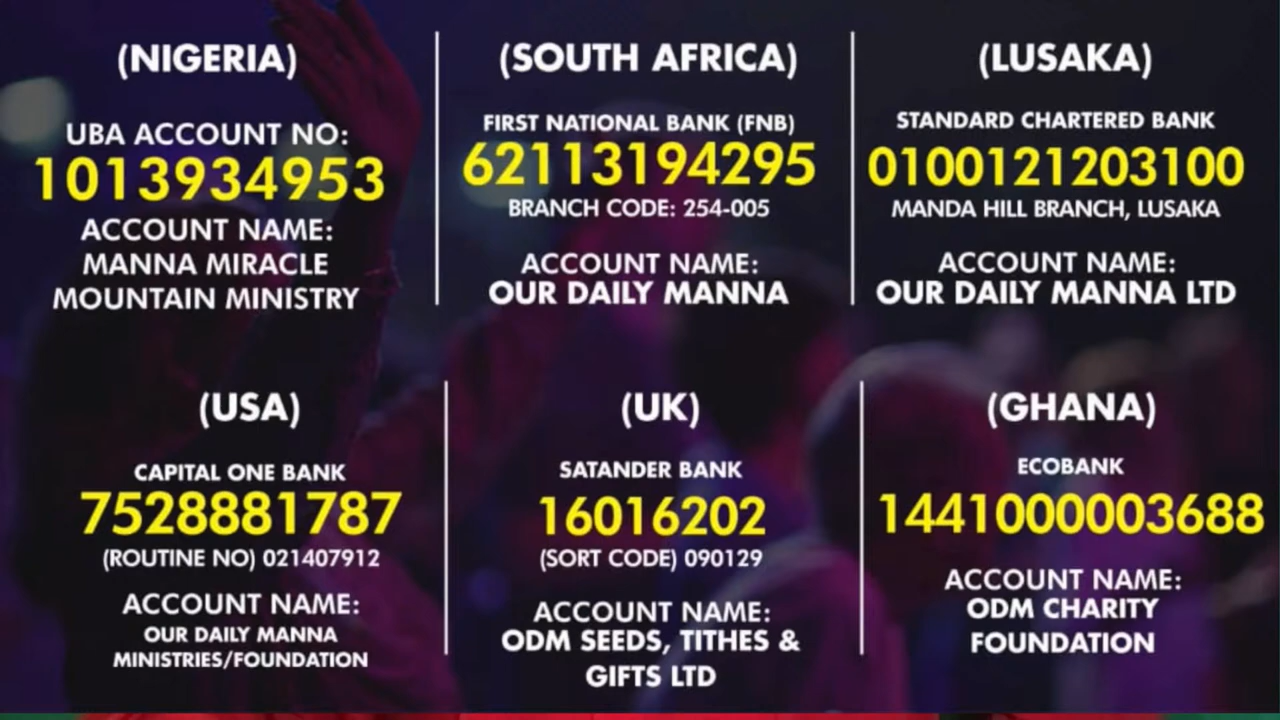 (NIGERIA)
UBA ACCOUNT NO:
1013934953
ACCOUNT NAME:
MANNA MIRACLE
MOUNTAIN MINISTRY
(SOUTH AFRICA)
FIRST NATIONAL BANK (FNB)
62113194295
BRANCH CODE: 254-005
ACCOUNT NAME:
OUR DAILY MANNA
(LUSAKA)
STANDARD CHARTERED BANK
0100121203100
MANDA HILL BRANCH, LUSAKA
ACCOUNT NAME:
OUR DAILY MANNA LTD
(USA)
CAPITAL ONE BANK
7528881787
(ROUTINE NO) 021407912
ACCOUNT NAME:
OUR DAILY MANNA
MINISTRIES/FOUNDATION
(UK)
SATANDER BANK
16016202
(SORT CODE) 090129
ACCOUNT NAME:
ODM SEEDS, TITHES &
GIFTS LTD
(GHANA)
ECOBANK
1441000003688
ACCOUNT NAME:
ODM CHARITY
FOUNDATION